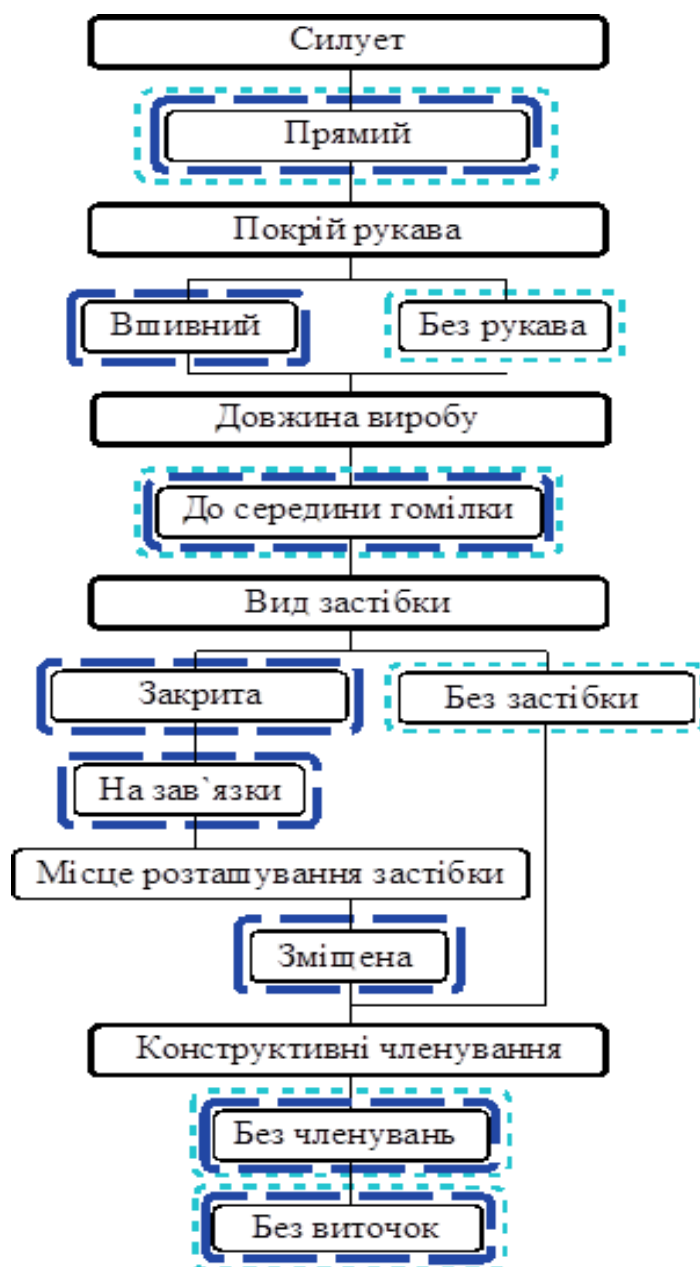 Силует
Прямий
Покрій рукава
Вшивний
Без рукава
Довжина виробу
До середини гомілки
Вид застібки
Закрита
Без застібки
На зав`язки
Місце розташування застібки
Зміщена
Конструктивні членування
Без членувань
Без виточок